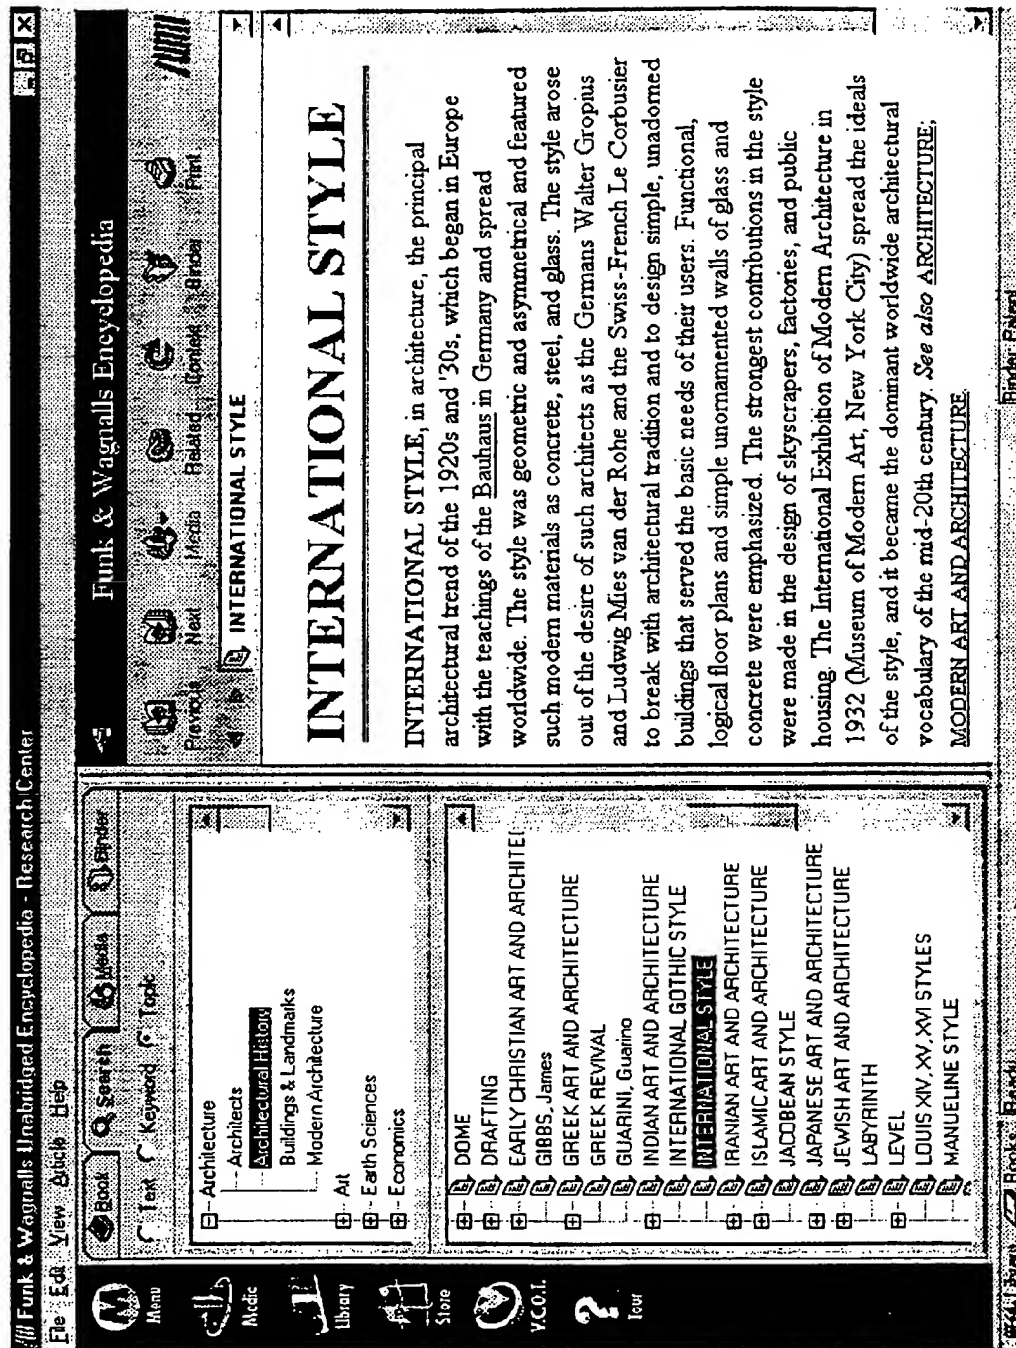 Funk & Wagnalls Unabridged Encyclopedia - Research Center
File Edit View Article Help
Menu
Media
Library
Store
V.C.O.T.
Tour
Book Search Media Binder
Text Keyword Topic
Architecture
Architects
Architectural History
Buildings & Landmarks
Modern Architecture
Art
Earth Sciences
Economics
DOME
DRAFTING
EARLY CHRISTIAN ART AND ARCHITE
GIBBS, James
GREEK ART AND ARCHITECTURE
GREEK REVIVAL
GUARINI, Guarino
INDIAN ART AND ARCHITECTURE
INTERNATIONAL GOTHIC STYLE
INTERNATIONAL STYLE
IRANIAN ART AND ARCHITECTURE
ISLAMIC ART AND ARCHITECTURE
JACOBEAN STYLE
JAPANESE ART AND ARCHITECTURE
JEWISH ART AND ARCHITECTURE
LABYRINTH
LEVEL
LOUIS XIV, XV, XVI STYLES
MANUELINE STYLE
Funk & Wagnalls Encyclopedia
Previous Next Media Related Context Binder Print
INTERNATIONAL STYLE
INTERNATIONAL STYLE
INTERNATIONAL STYLE, in architecture, the principal
architectural trend of the 1920s and '30s, which began in Europe
with the teachings of the Bauhaus in Germany and spread
worldwide. The style was geometric and asymmetrical and featured
such modern materials as concrete, steel, and glass. The style arose
out of the desire of such architects as the Germans Walter Gropius
and Ludwig Mies van der Rohe and the Swiss-French Le Corbusier
to break with architectural tradition and to design simple, unadorned
buildings that served the basic needs of their users. Functional,
logical floor plans and simple unornamented walls of glass and
concrete were emphasized. The strongest contributions in the style
were made in the design of skyscrapers, factories, and public
housing. The International Exhibition of Modern Architecture in
1932 (Museum of Modern Art, New York City) spread the ideals
of the style, and it became the dominant worldwide architectural
vocabulary of the mid-20th century. See also ARCHITECTURE;
MODERN ART AND ARCHITECTURE.
Books Ready